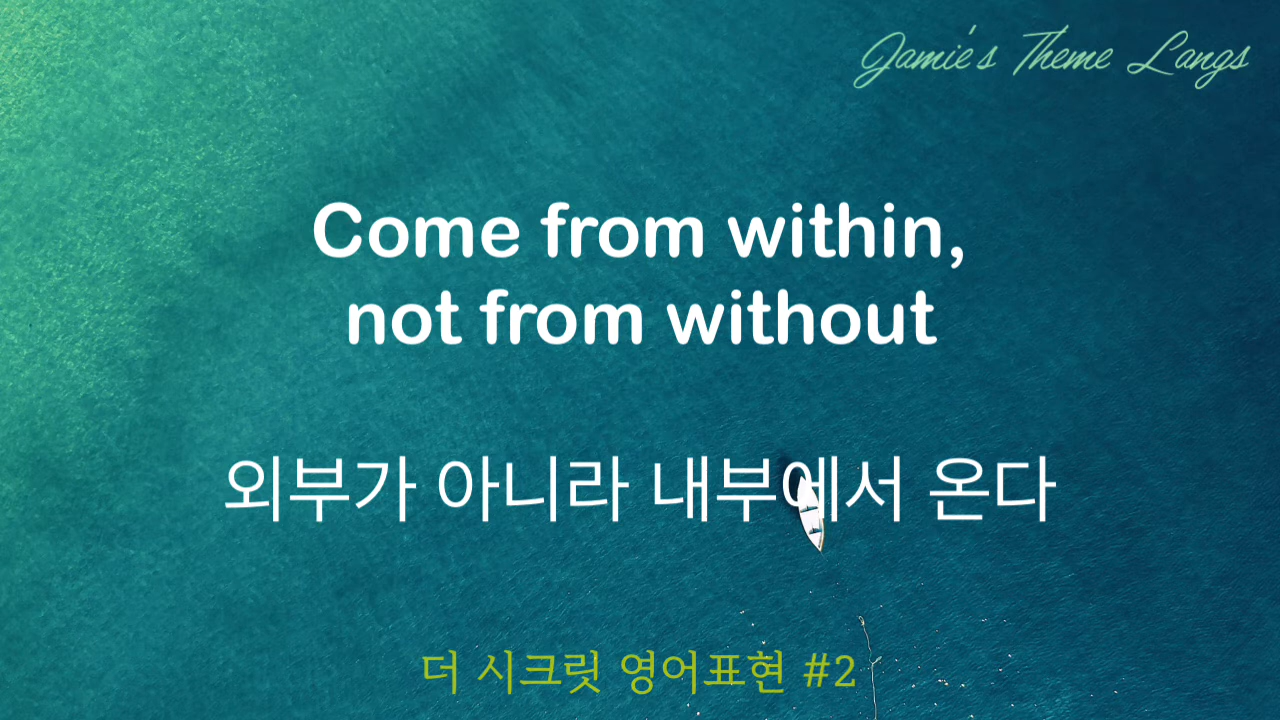 Jamie's Theme Langs
Come from within,
not from without
외부가 아니라 내부에서 온다
더 시크릿 영어표현 #2